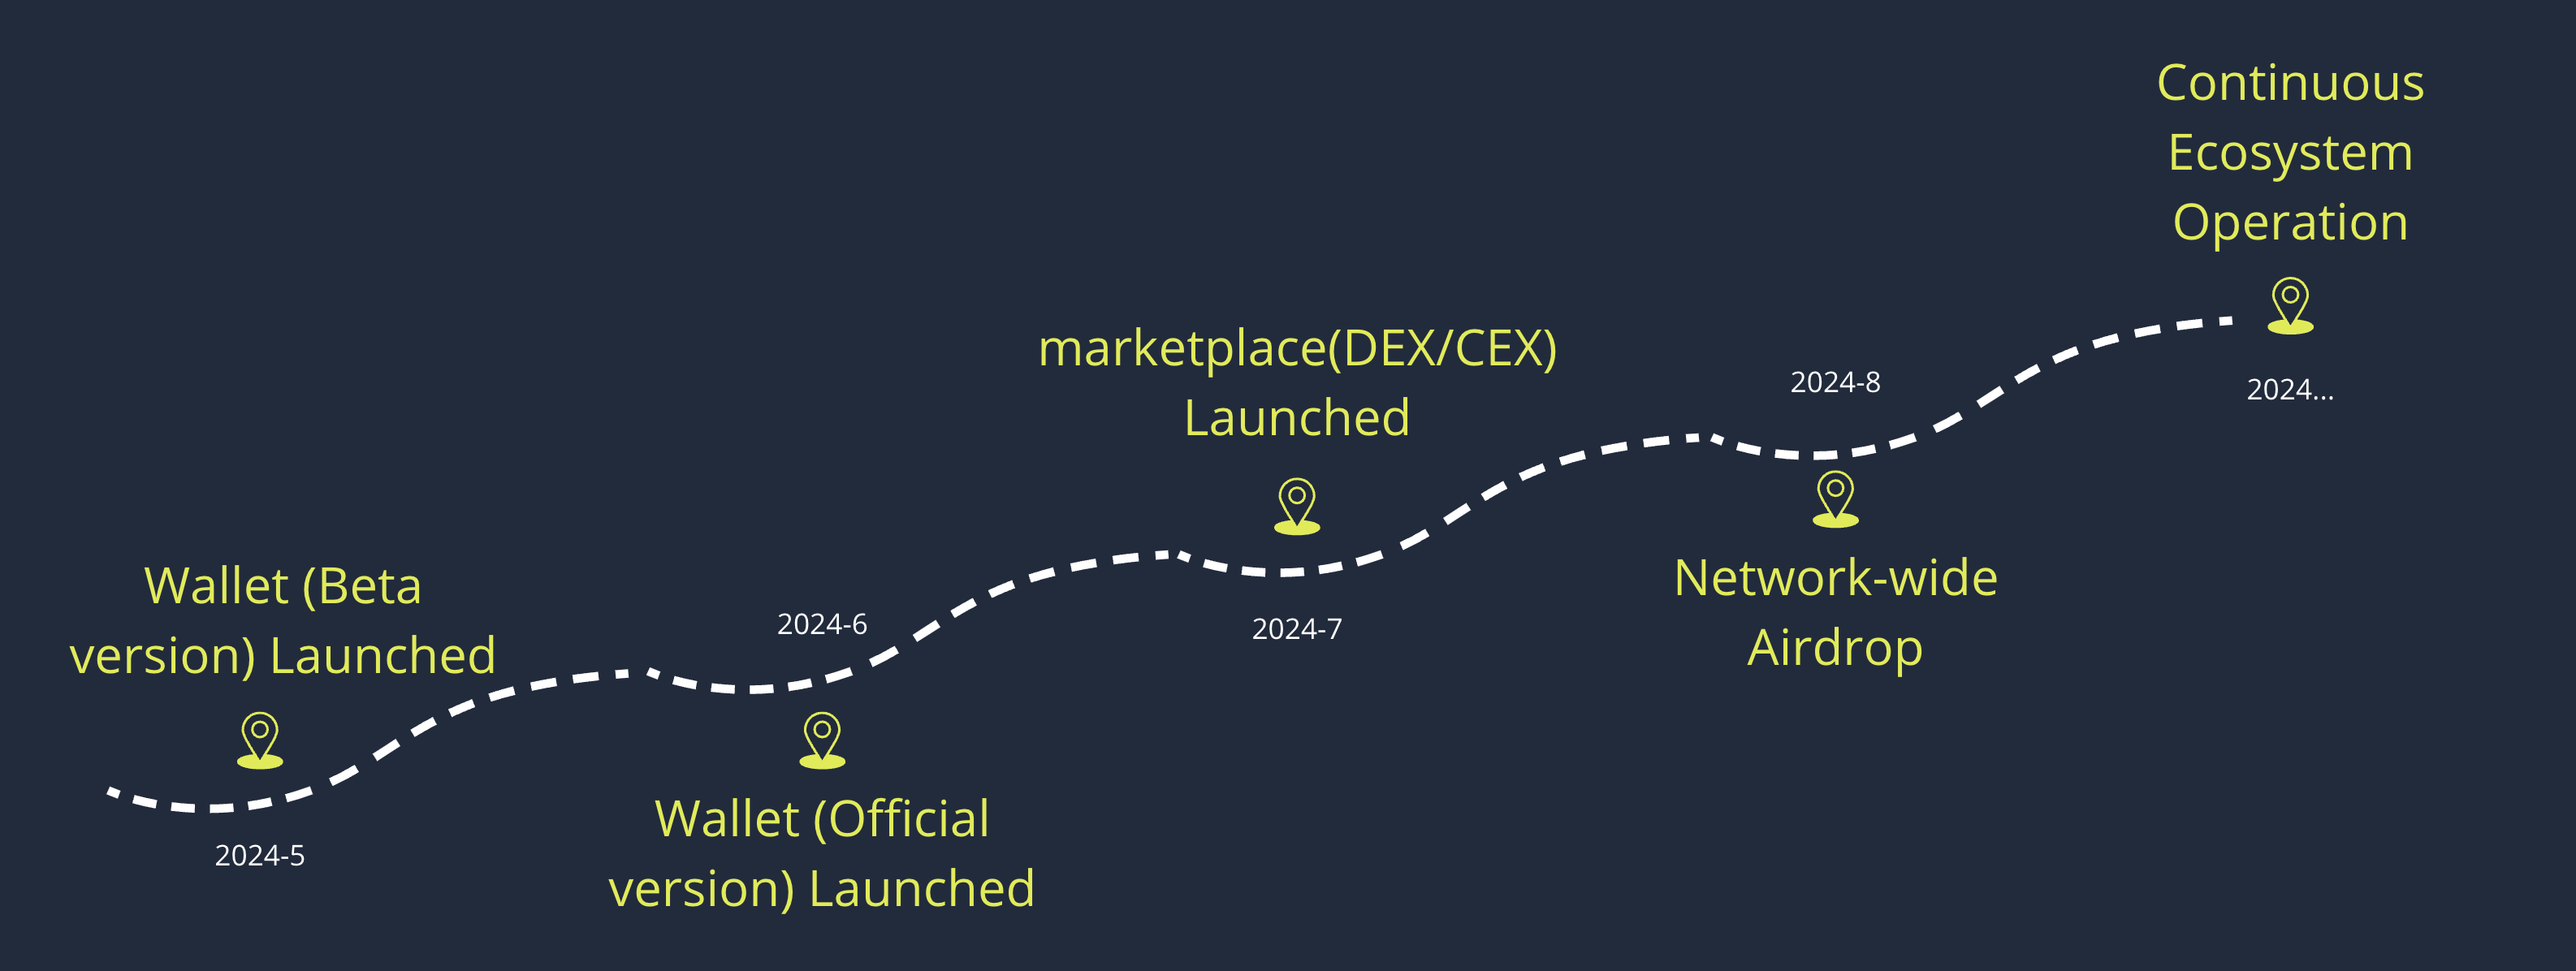 Wallet (Beta
version) Launched
2024-5
2024-6
Wallet (Official
version) Launched
marketplace(DEX/CEX)
Launched
2024-7
2024-8
Network-wide
Airdrop
Continuous
Ecosystem
Operation
2024...